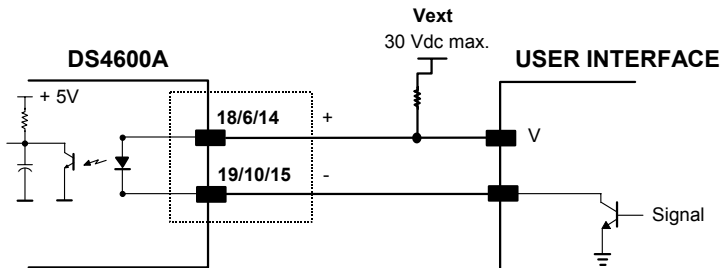 Vext
30 Vdc max.
DS4600A
USER INTERFACE
+ 5V
18/6/14
+
V
19/10/15
-
Signal